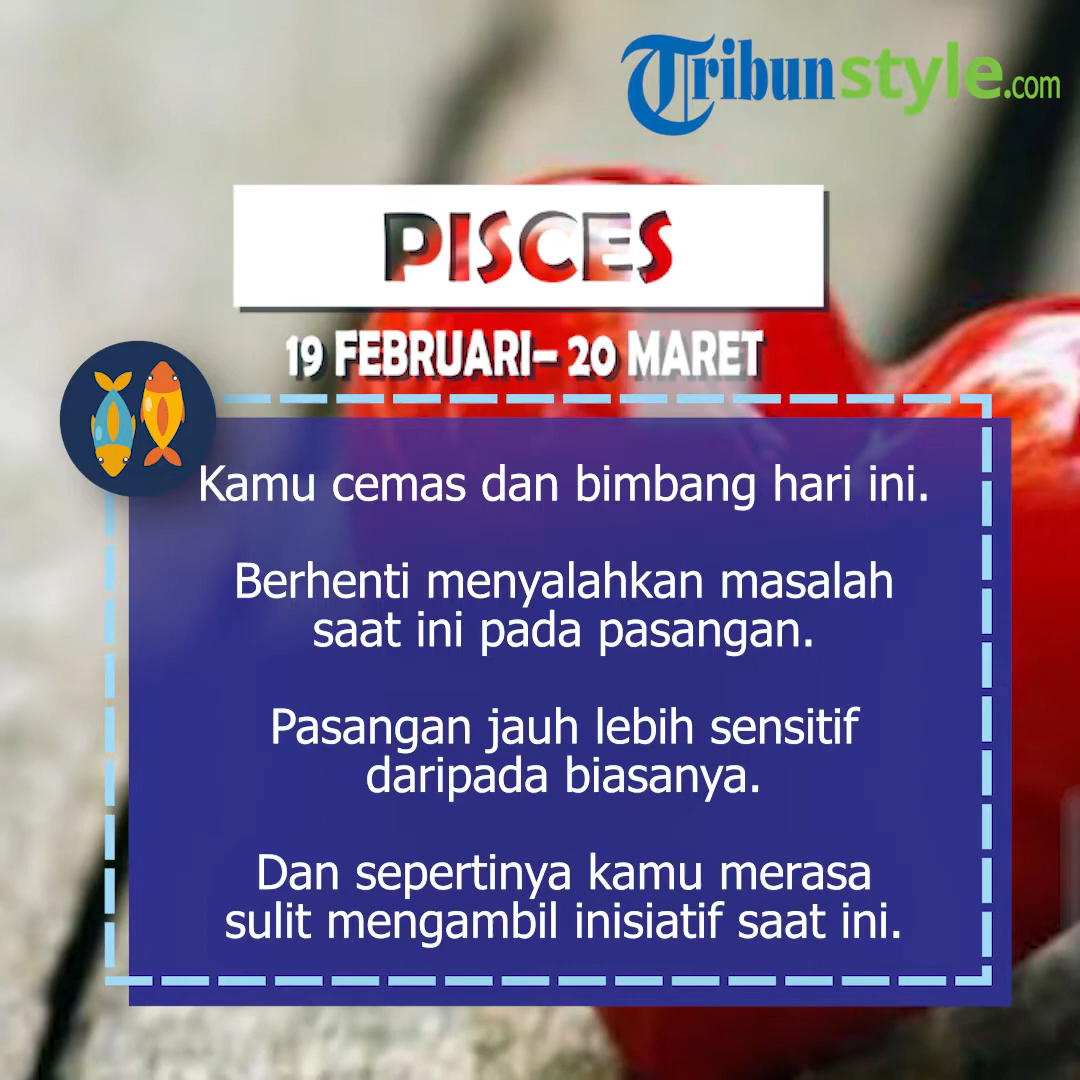 Tribunstyle.com
PISCES
19 FEBRUARI– 20 MARET
Kamu cemas dan bimbang hari ini.
Berhenti menyalahkan masalah
saat ini pada pasangan.
Pasangan jauh lebih sensitif
daripada biasanya.
Dan sepertinya kamu merasa
sulit mengambil inisiatif saat ini.